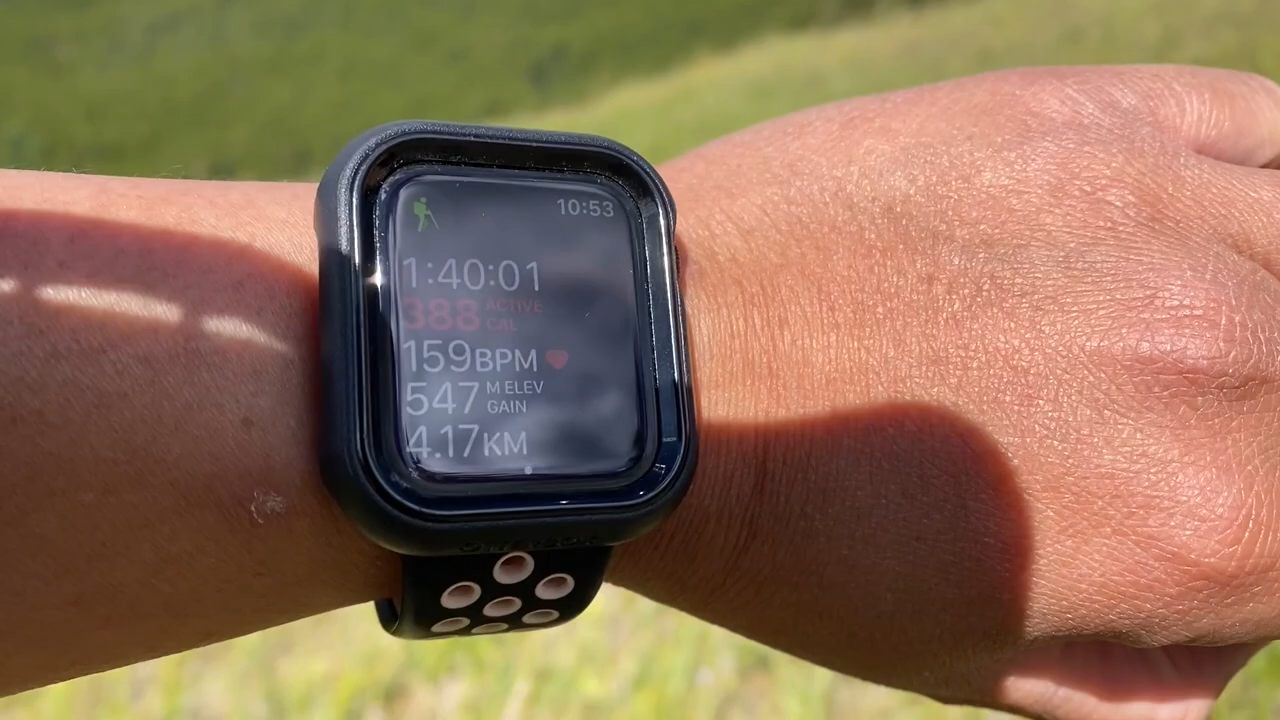 10:53
1:40:01
388 ACTIVE
CAL
159BPM
547 M ELEV
GAIN
4.17KM